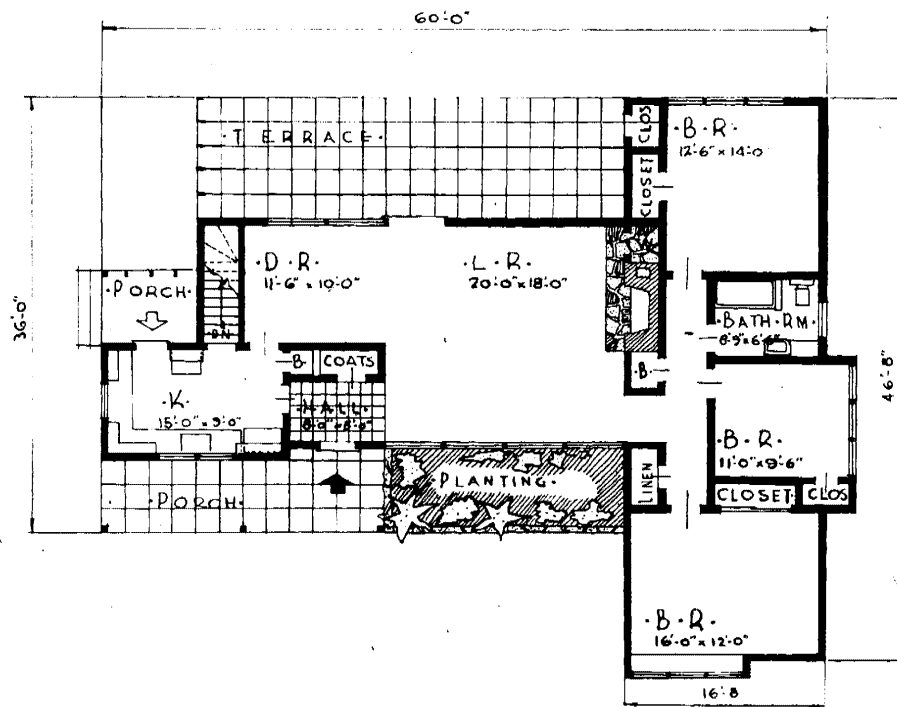 60'-0"
· TERRACE ·
CLOS
· B · R ·
12'-6" x 14'-0
CLOSET
· D · R ·
11'-6" x 10'-0"
· L · R ·
20'-0" x 18'-0"
36'-0"
· PORCH ·
DN
· BATH · RM ·
B.
COATS
· B ·
46'-8"
· K ·
15'-0" x 9'-0"
· HALL ·
· B · R ·
11'-0" x 9'-6"
· PORCH ·
· PLANTING ·
LINEN
CLOSET
CLOS
· B · R ·
16'-0" x 12'-0"
16'-8